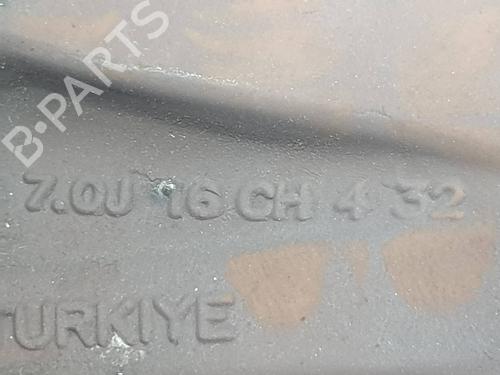 B-PARTS
7.0J 16 CH 4 32
TURKIYE